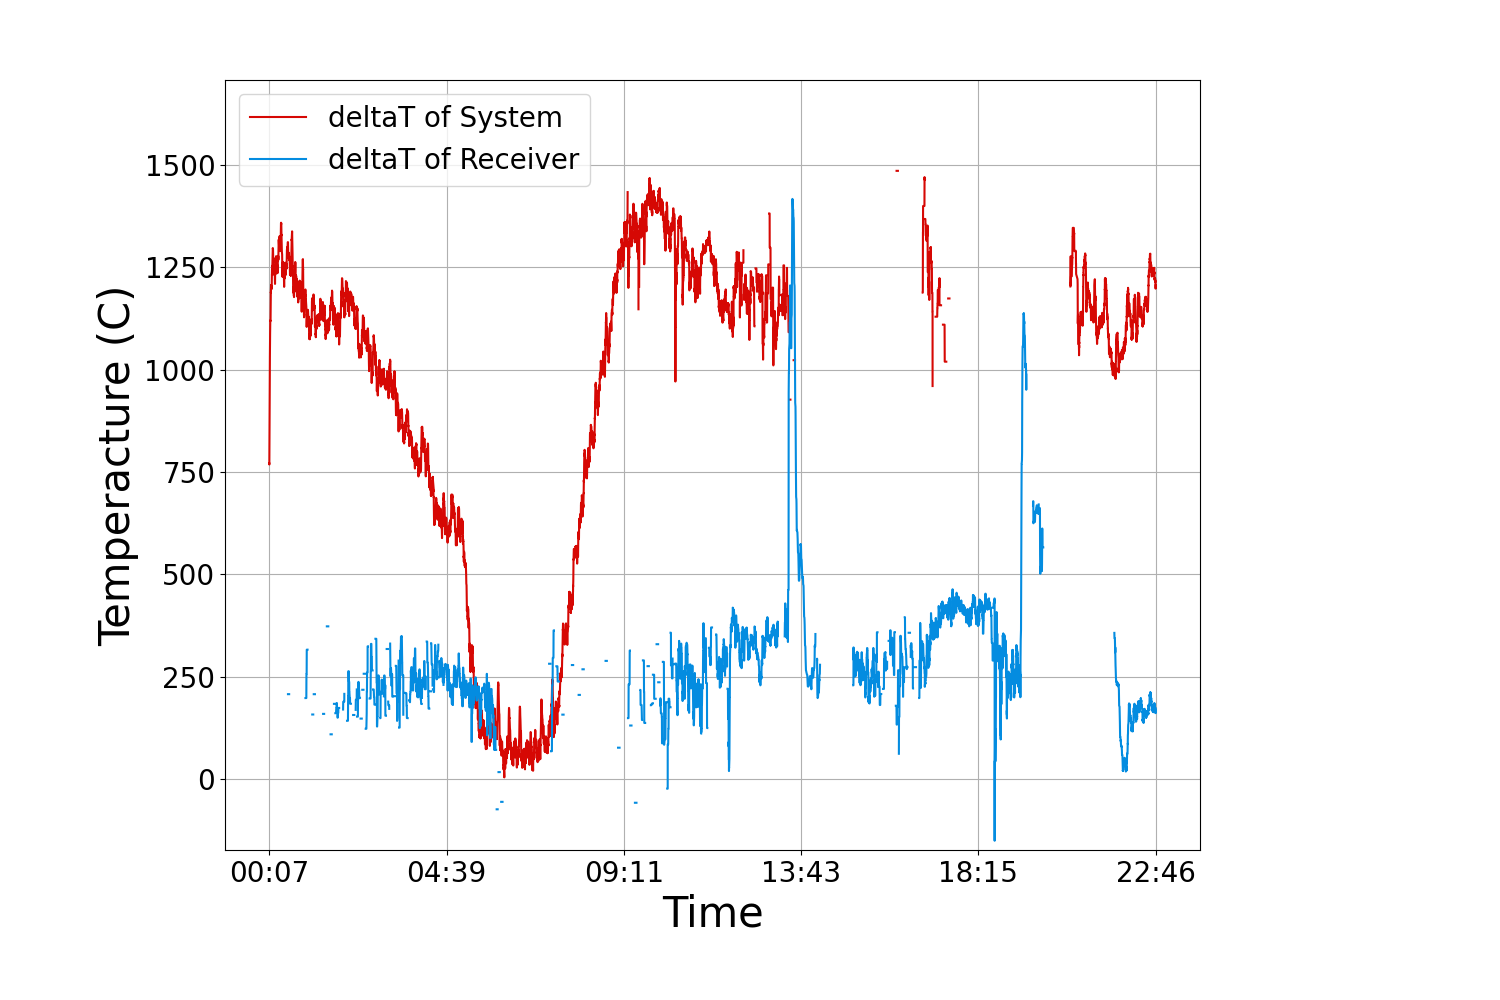 deltaT of System
deltaT of Receiver
1500
1250
1000
750
500
250
0
Temperacture (C)
00:07 04:39 09:11 13:43 18:15 22:46
Time